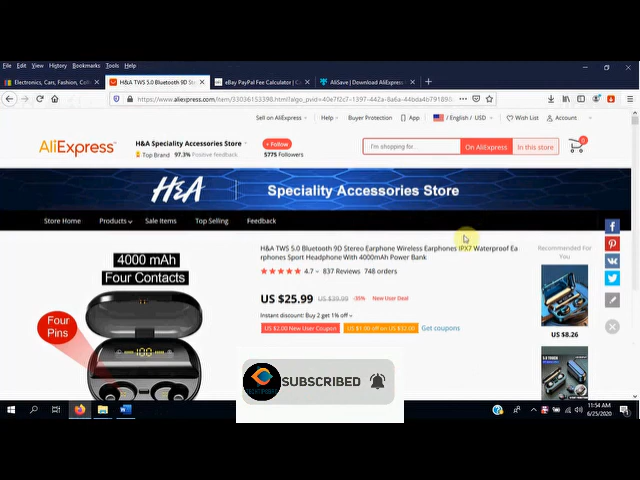 File Edit View History Bookmarks Tools Help
Electronics, Cars, Fashion, Co
H&A TWS 5.0 Bluetooth 9D Ste
eBay PayPal Fee Calculator | C
AliSave | Download AliExpress
https://www.aliexpress.com/item/33036153398.html?algo_pvid=
Sell on AliExpress Help Buyer Protection App / English / USD Wish List Account
AliExpress
H&A Speciality Accessories Store
Top Brand 97.3% Positive feedback
+ Follow
5775 Followers
I'm shopping for
On AliExpress
In this store
0
H&A Speciality Accessories Store
Store Home Products Sale Items Top Selling Feedback
4000 mAh
Four Contacts
Four
Pins
100
H&A TWS 5.0 Bluetooth 9D Stereo Earphone Wireless Earphones IPX7 Waterproof Ea
rphones Sport Headphone With 4000mAh Power Bank
4.7 837 Reviews 748 orders
US $25.99 US $39.99 -35% New User Deal
Instant discount: Buy 2 get 1% off
US $2.00 New User Coupon US $1.00 off on US $32.00 Get coupons
Recommended For
You
US $8.26
SUBSCRIBED
11:54 AM
6/25/2020